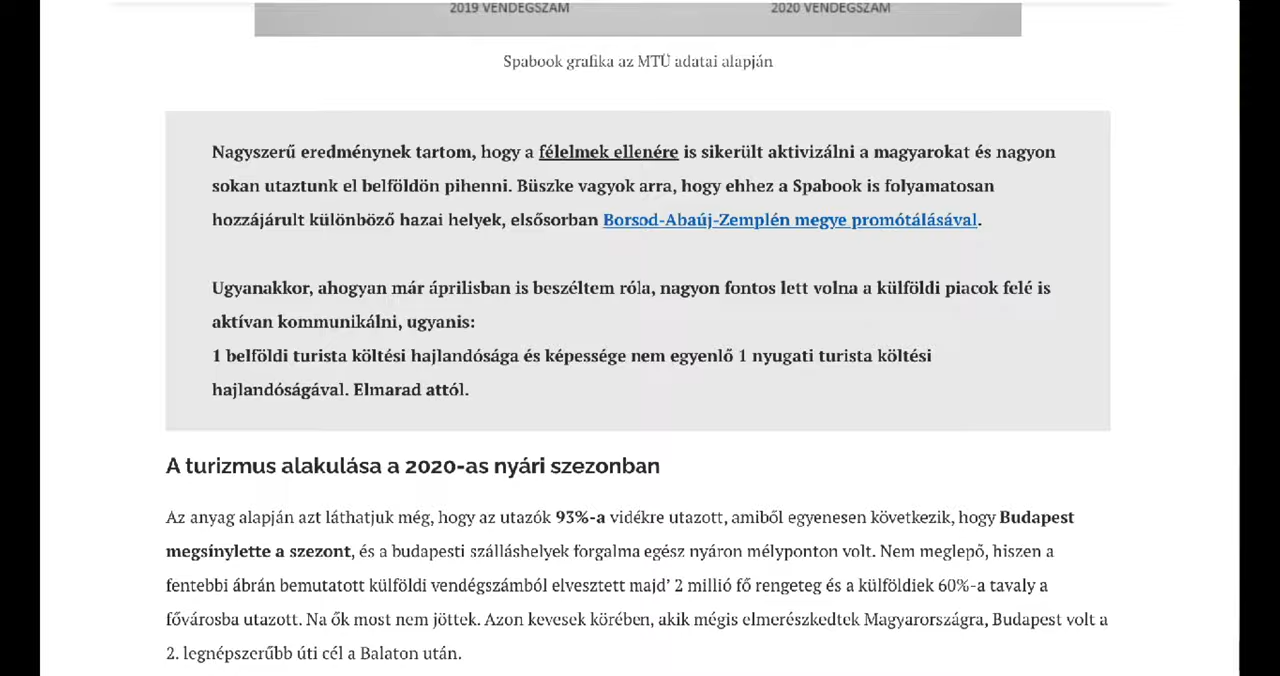 2019 VENDÉGSZÁM 2020 VENDÉGSZÁM
Spabook grafika az MTÜ adatai alapján
Nagyszerű eredménynek tartom, hogy a félelmek ellenére is sikerült aktivizálni a magyarokat és nagyon
sokan utaztunk el belföldön pihenni. Büszke vagyok arra, hogy ehhez a Spabook is folyamatosan
hozzájárult különböző hazai helyek, elsősorban Borsod-Abaúj-Zemplén megye promótálásával.
Ugyanakkor, ahogyan már áprilisban is beszéltem róla, nagyon fontos lett volna a külföldi piacok felé is
aktívan kommunikálni, ugyanis:
1 belföldi turista költési hajlandósága és képessége nem egyenlő 1 nyugati turista költési
hajlandóságával. Elmarad attól.
A turizmus alakulása a 2020-as nyári szezonban
Az anyag alapján azt láthatjuk még, hogy az utazók 93%-a vidékre utazott, amiből egyenesen következik, hogy Budapest
megsínylette a szezont, és a budapesti szálláshelyek forgalma egész nyáron mélyponton volt. Nem meglepő, hiszen a
fentebbi ábrán bemutatott külföldi vendégszámból elvesztett majd' 2 millió fő rengeteg és a külföldiek 60%-a tavaly a
fővárosba utazott. Na ők most nem jöttek. Azon kevesek körében, akik mégis elmerészkedtek Magyarországra, Budapest volt a
2. legnépszerűbb úti cél a Balaton után.